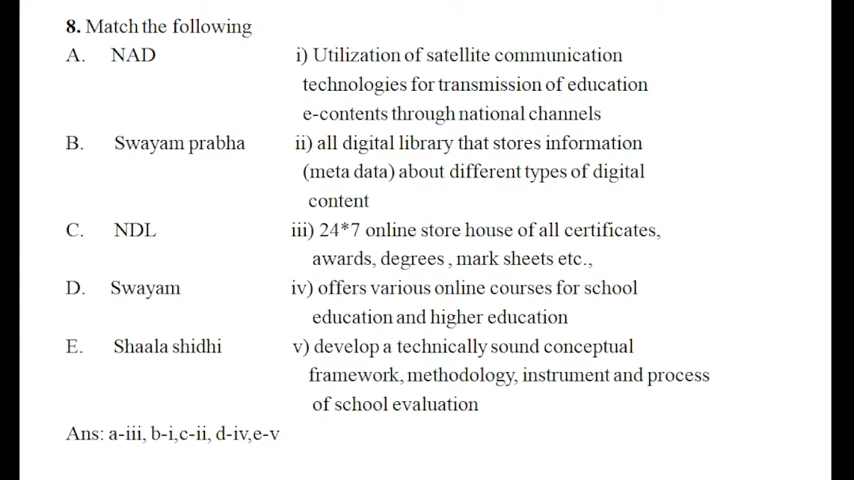 8. Match the following
A. NAD i) Utilization of satellite communication
technologies for transmission of education
e-contents through national channels
B. Swayam prabha ii) all digital library that stores information
(meta data) about different types of digital
content
C. NDL iii) 24*7 online store house of all certificates,
awards, degrees , mark sheets etc.,
D. Swayam iv) offers various online courses for school
education and higher education
E. Shaala shidhi v) develop a technically sound conceptual
framework, methodology, instrument and process
of school evaluation
Ans: a-iii, b-i,c-ii, d-iv,e-v